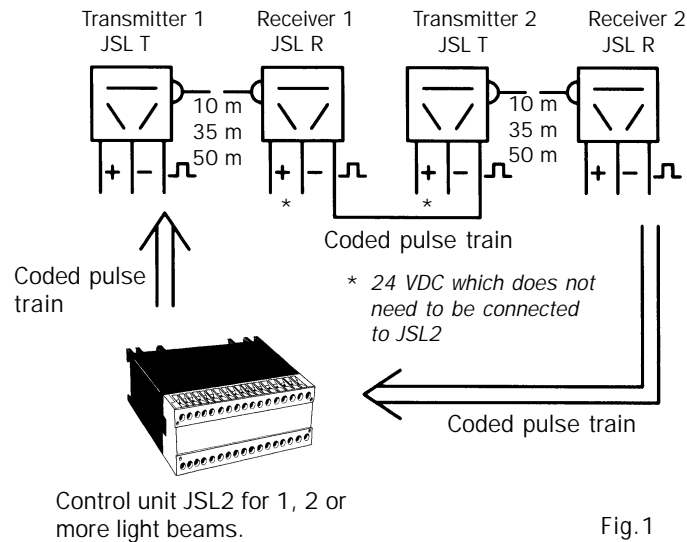 Transmitter 1 Receiver 1 Transmitter 2 Receiver 2
JSL T JSL R JSL T JSL R
10 m 10 m
35 m 35 m
50 m 50 m
+ − + − + − + −
* *
Coded pulse train
Coded pulse
train
* 24 VDC which does not
need to be connected
to JSL2
Coded pulse train
Control unit JSL2 for 1, 2 or
more light beams.
Fig.1